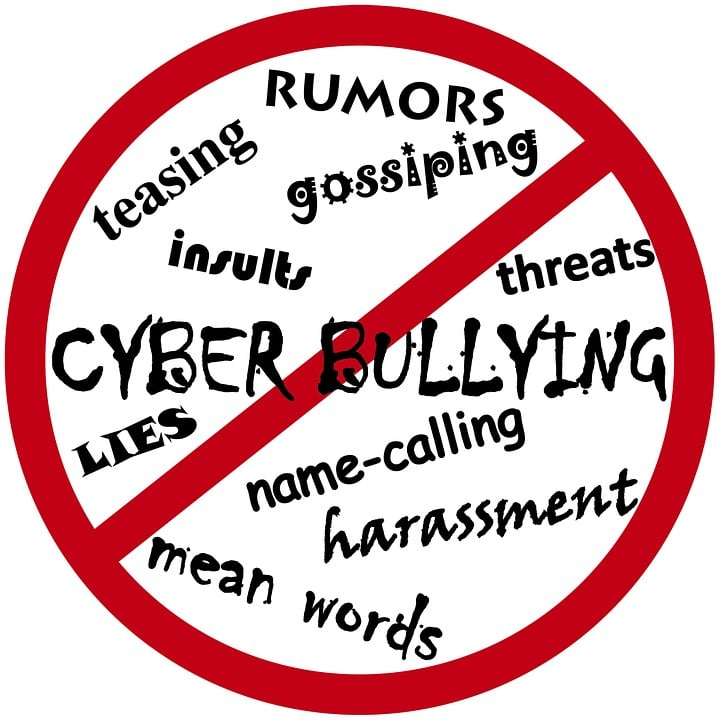 RUMORS
teasing
gossiping
insults
threats
CYBER BULLYING
LIES
name-calling
harassment
mean words